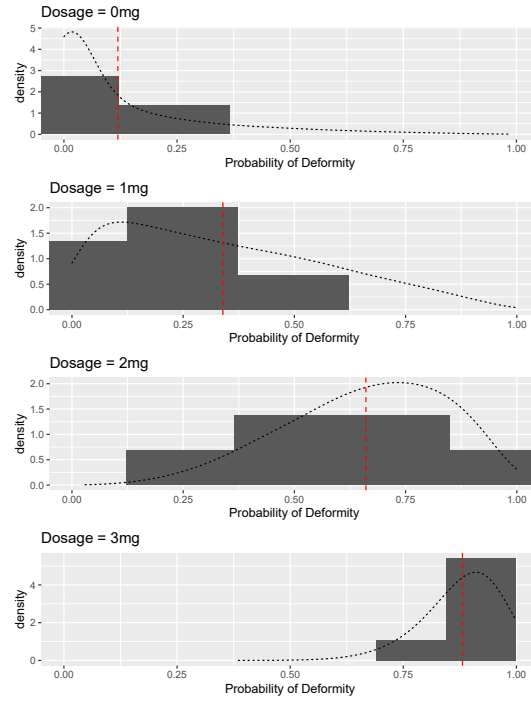 Dosage = 0mg
5
4
3
2
1
0
density
0.00 0.25 0.50 0.75 1.00
Probability of Deformity
Dosage = 1mg
2.0
1.5
1.0
0.5
0.0
density
0.00 0.25 0.50 0.75 1.00
Probability of Deformity
Dosage = 2mg
2.0
1.5
1.0
0.5
0.0
density
0.00 0.25 0.50 0.75 1.00
Probability of Deformity
Dosage = 3mg
4
2
0
density
0.00 0.25 0.50 0.75 1.00
Probability of Deformity